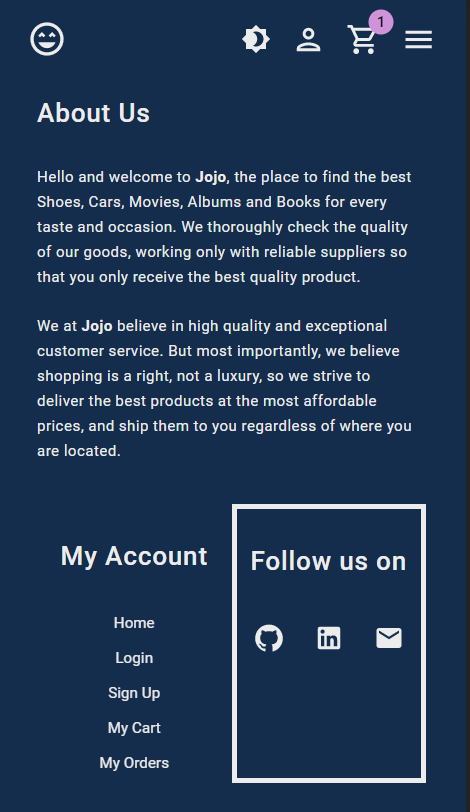 1
About Us
Hello and welcome to Jojo, the place to find the best
Shoes, Cars, Movies, Albums and Books for every
taste and occasion. We thoroughly check the quality
of our goods, working only with reliable suppliers so
that you only receive the best quality product.
We at Jojo believe in high quality and exceptional
customer service. But most importantly, we believe
shopping is a right, not a luxury, so we strive to
deliver the best products at the most affordable
prices, and ship them to you regardless of where you
are located.
My Account
Home
Login
Sign Up
My Cart
My Orders
Follow us on
in